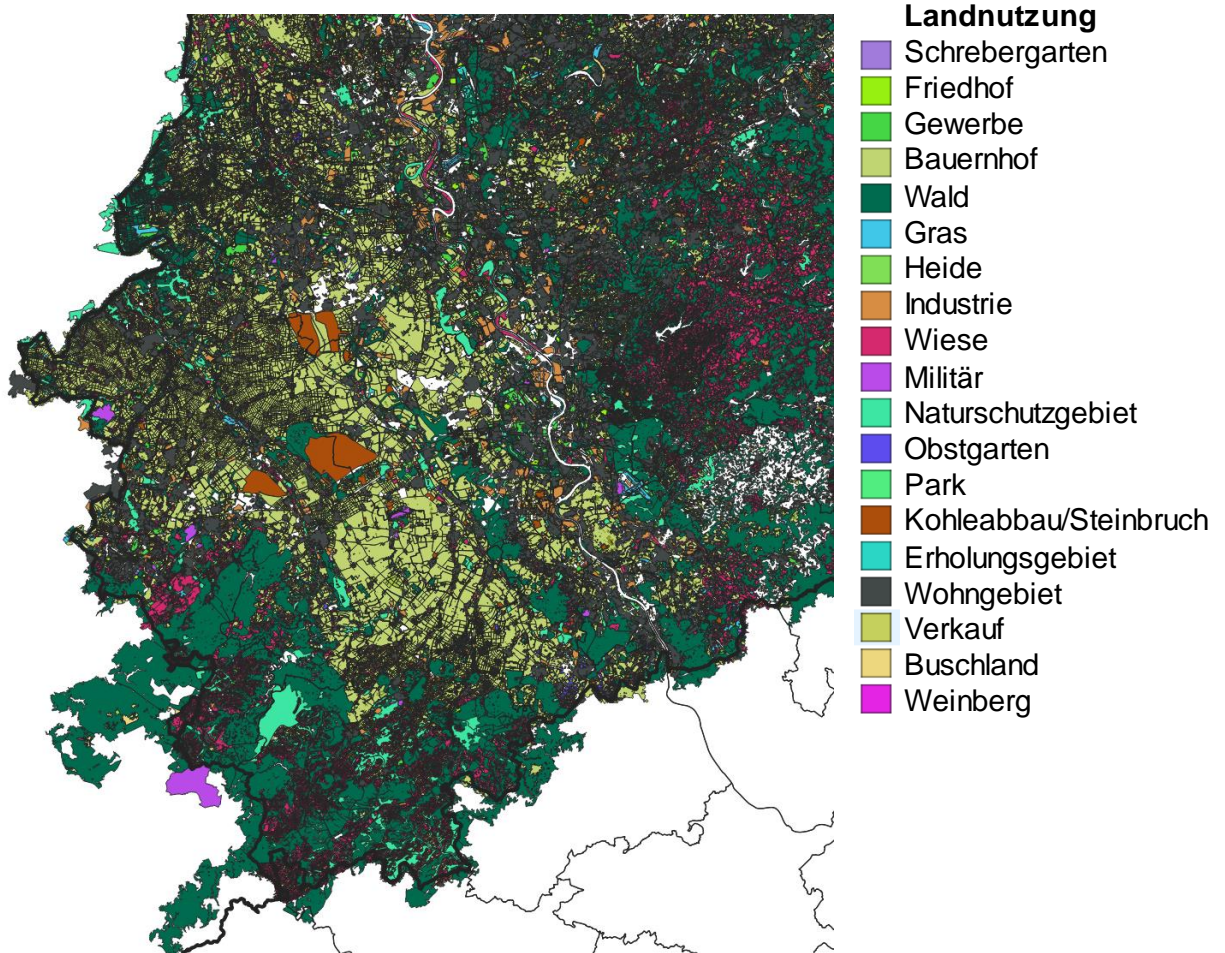 Landnutzung
Schrebergarten
Friedhof
Gewerbe
Bauernhof
Wald
Gras
Heide
Industrie
Wiese
Militär
Naturschutzgebiet
Obstgarten
Park
Kohleabbau/Steinbruch
Erholungsgebiet
Wohngebiet
Verkauf
Buschland
Weinberg